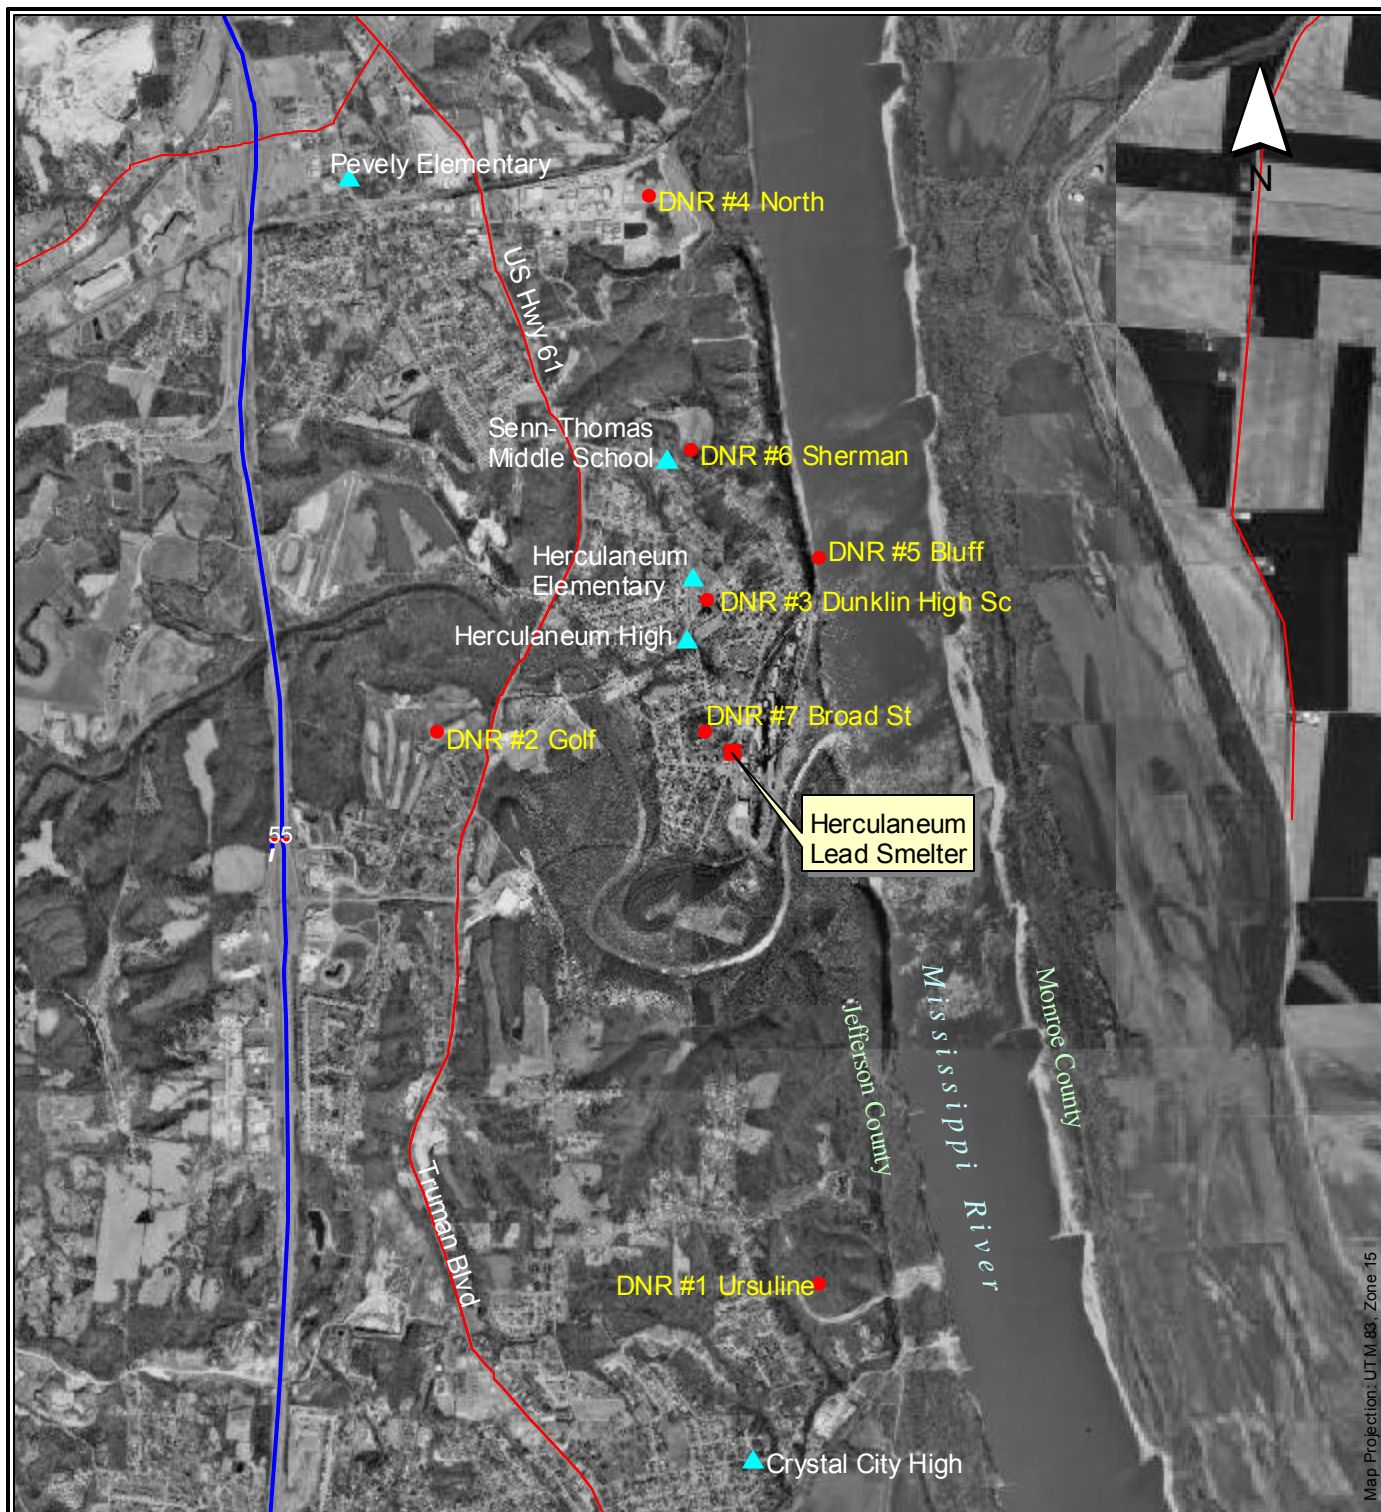 N
Pevely Elementary
DNR #4 North
US Hwy 61
Senn-Thomas
Middle School
DNR #6 Sherman
DNR #5 Bluff
Herculaneum
Elementary
DNR #3 Dunklin High Sc
Herculaneum High
DNR #7 Broad St
DNR #2 Golf
Herculaneum
Lead Smelter
55
Mississippi River
Monroe County
Jefferson County
Truman Blvd
DNR #1 Ursuline
Crystal City High
Map Projection: UTM 83, Zone 15